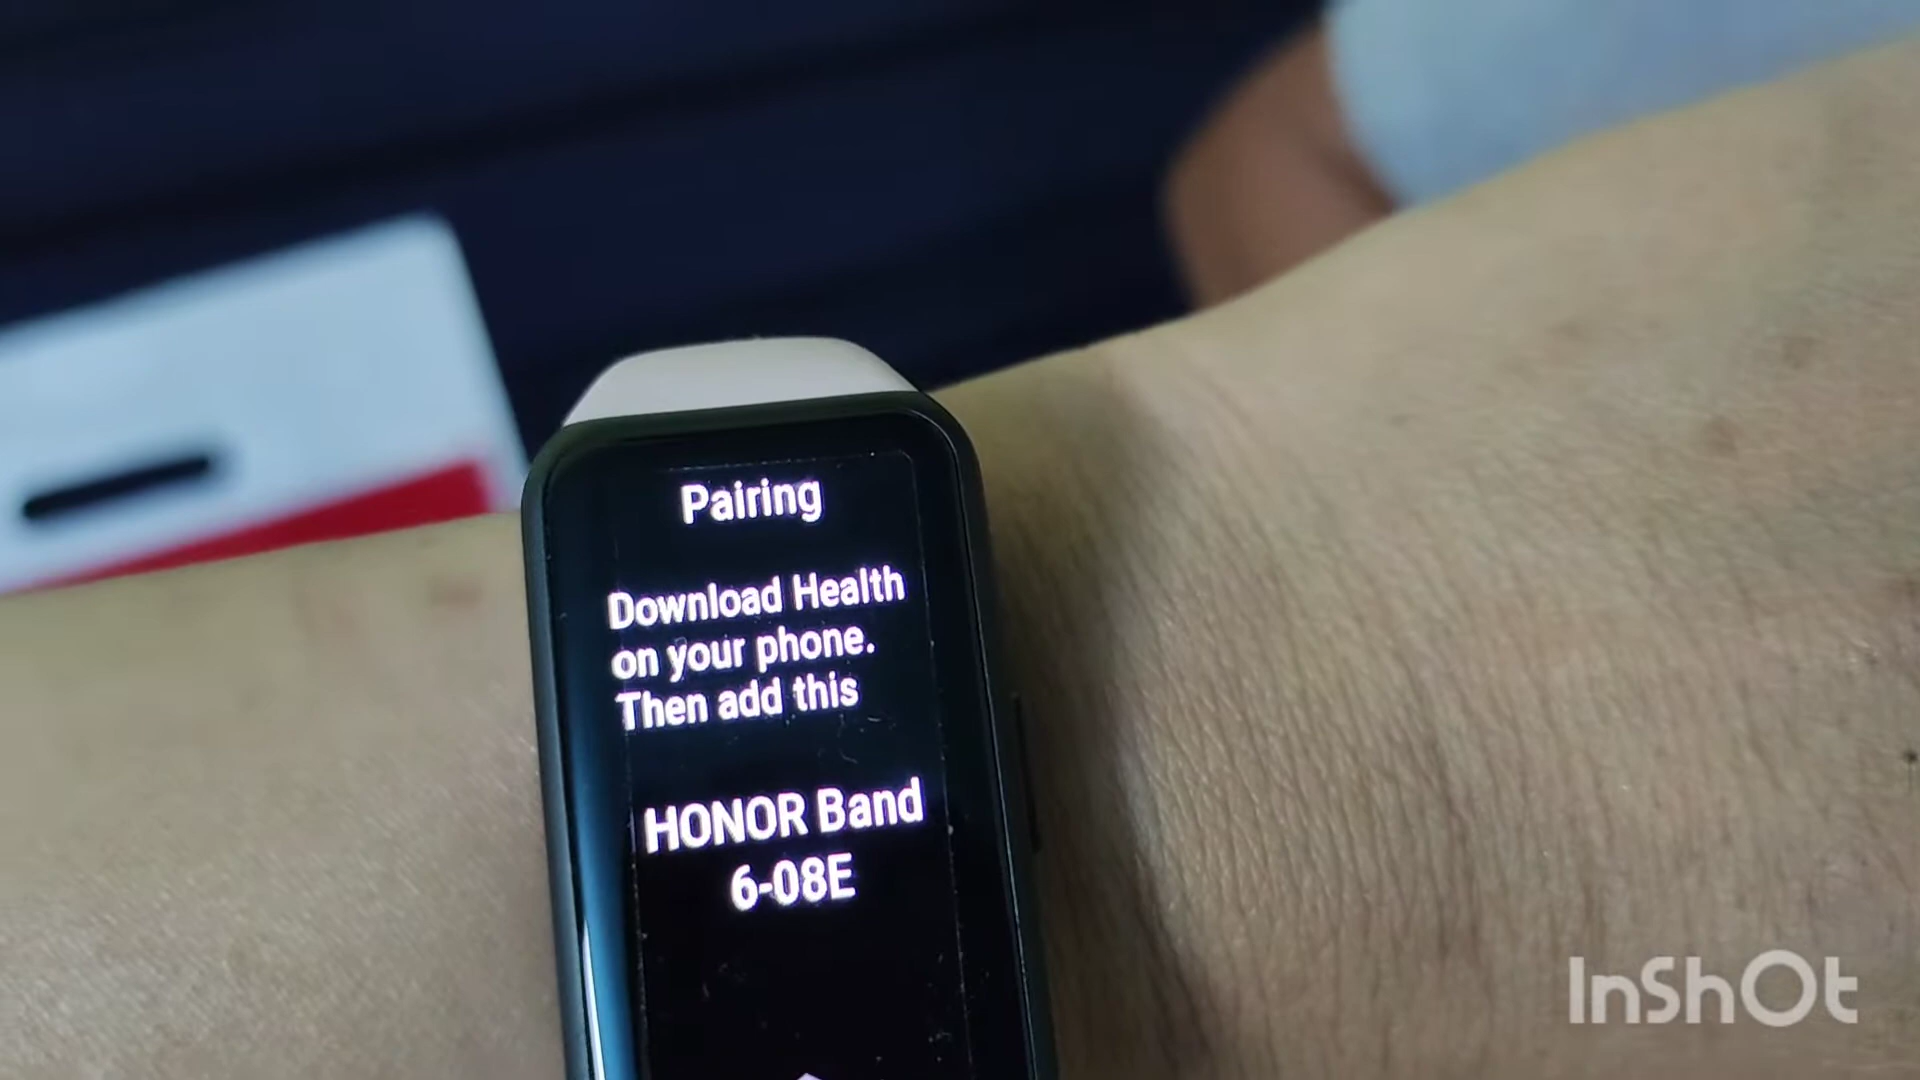 Pairing
Download Health
on your phone.
Then add this
HONOR Band
6-08E
InShOt